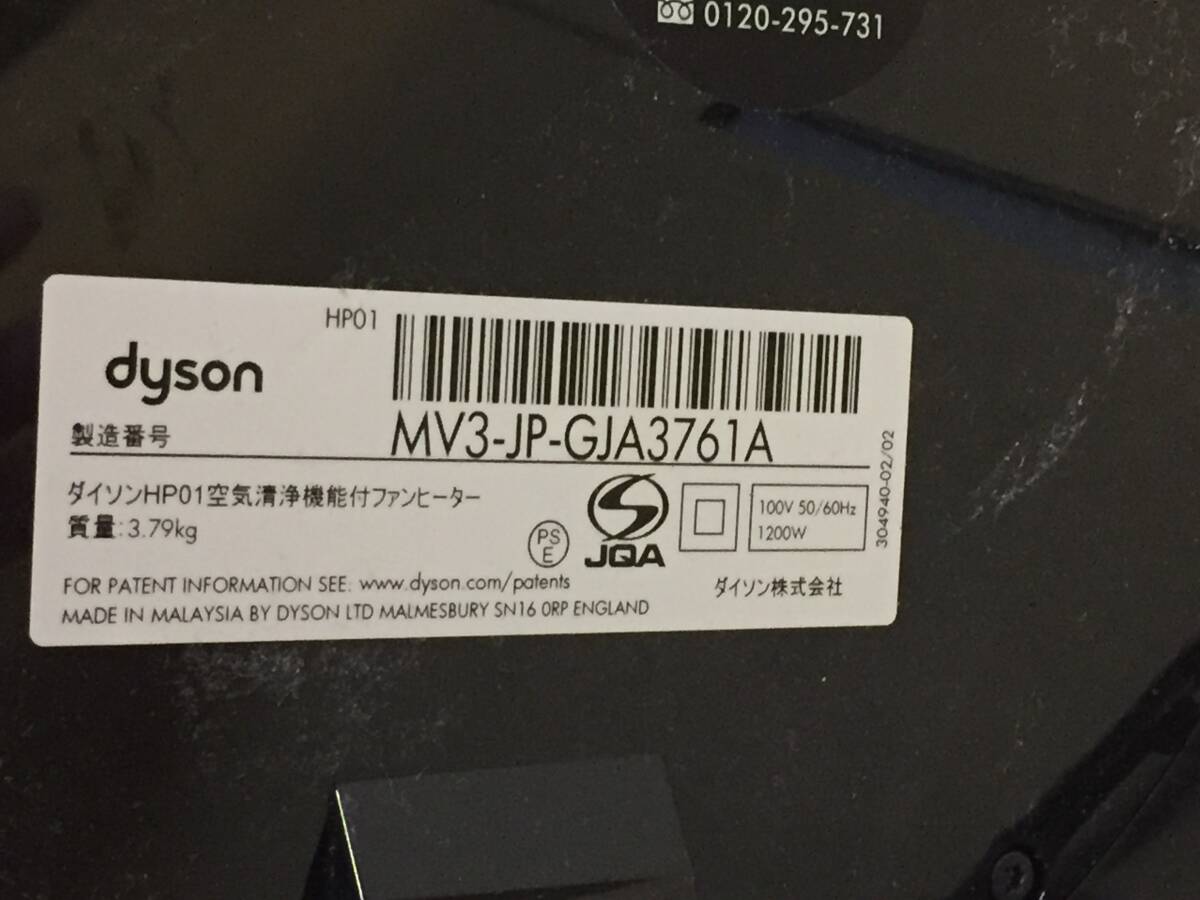 0120-295-731
HP01
dyson
製造番号 MV3-JP-GJA3761A
ダイソンHP01空気清浄機能付ファンヒーター
質量:3.79kg
PS
E
JQA
100V 50/60Hz
1200W
304940-02/02
FOR PATENT INFORMATION SEE: www.dyson.com/patents
ダイソン株式会社
MADE IN MALAYSIA BY DYSON LTD MALMESBURY SN16 0RP ENGLAND